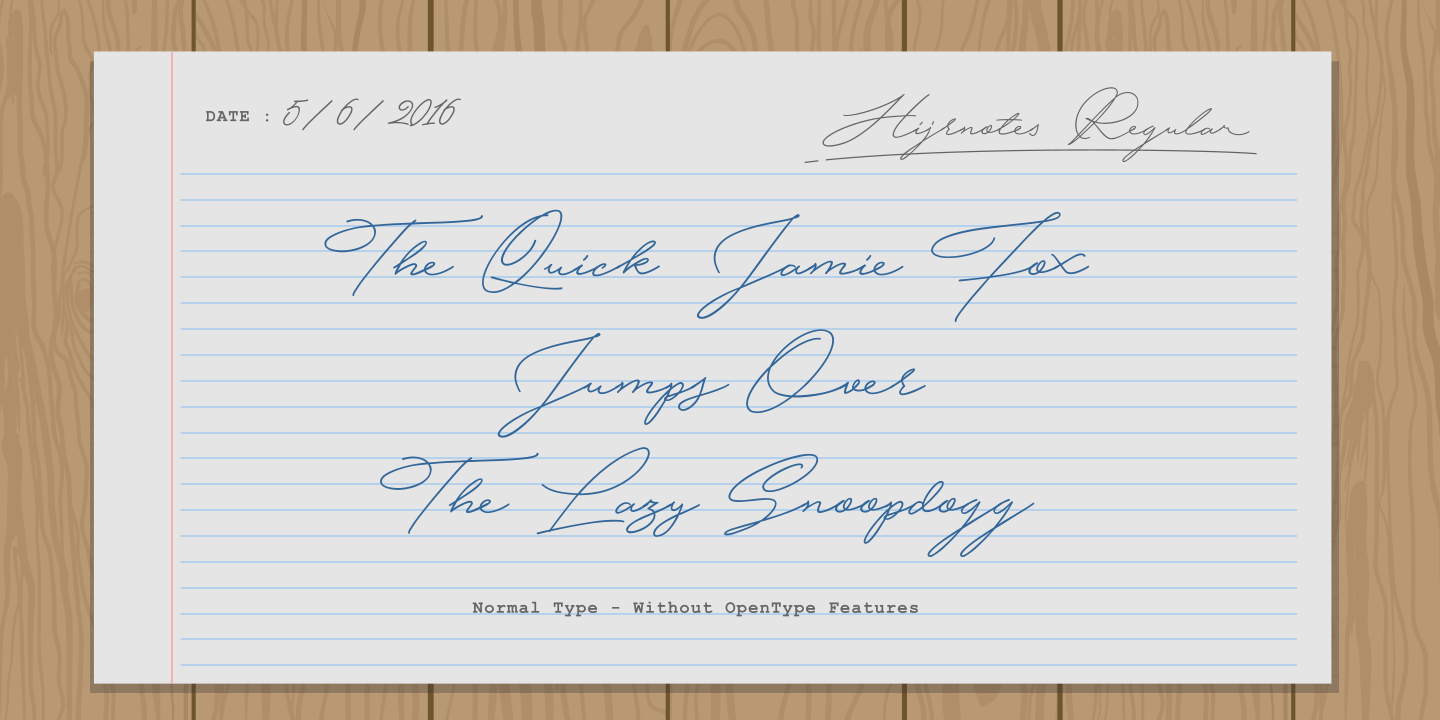 DATE : 5 / 6 / 2016
Hijrnotes Regular
The Quick Jamie Fox
Jumps Over
The Lazy Snoopdogg
Normal Type - Without OpenType Features